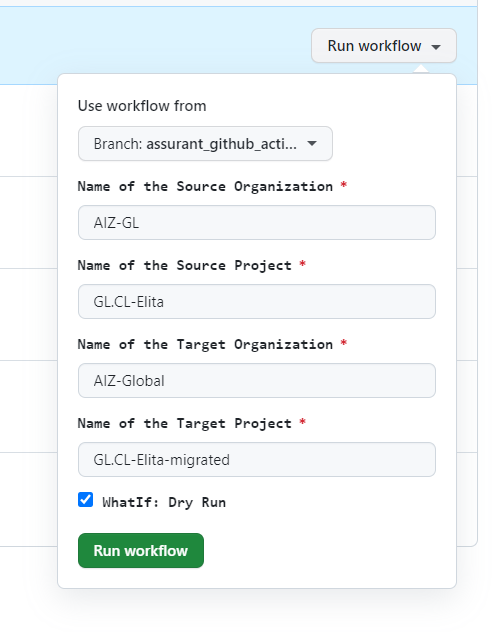 Run workflow
Use workflow from
Branch: assurant_github_acti...
Name of the Source Organization *
AIZ-GL
Name of the Source Project *
GL.CL-Elita
Name of the Target Organization *
AIZ-Global
Name of the Target Project *
GL.CL-Elita-migrated
WhatIf: Dry Run
Run workflow